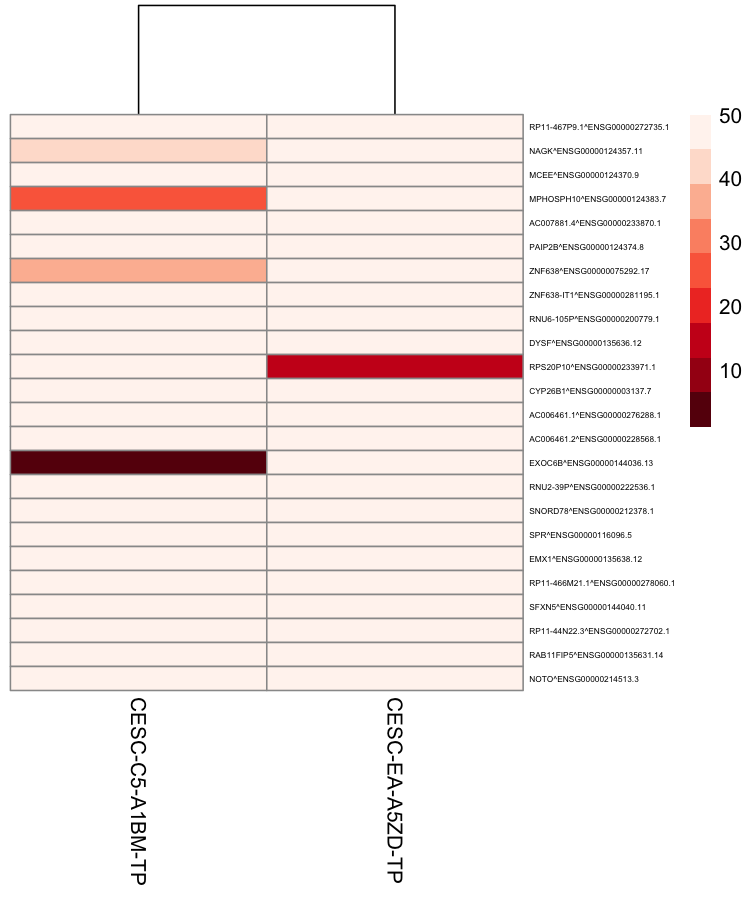 50
40
30
20
10
RP11-467P9.1^ENSG00000272735.1
NAGK^ENSG00000124357.11
MCEE^ENSG00000124370.9
MPHOSPH10^ENSG00000124383.7
AC007881.4^ENSG00000233870.1
PAIP2B^ENSG00000124374.8
ZNF638^ENSG00000075292.17
ZNF638-IT1^ENSG00000281195.1
RNU6-105P^ENSG00000200779.1
DYSF^ENSG00000135636.12
RPS20P10^ENSG00000233971.1
CYP26B1^ENSG00000003137.7
AC006461.1^ENSG00000276288.1
AC006461.2^ENSG00000228568.1
EXOC6B^ENSG00000144036.13
RNU2-39P^ENSG00000222536.1
SNORD78^ENSG00000212378.1
SPR^ENSG00000116096.5
EMX1^ENSG00000135638.12
RP11-466M21.1^ENSG00000278060.1
SFXN5^ENSG00000144040.11
RP11-44N22.3^ENSG00000272702.1
RAB11FIP5^ENSG00000135631.14
NOTO^ENSG00000214513.3
CESC-C5-A1BM-TP
CESC-EA-A5ZD-TP